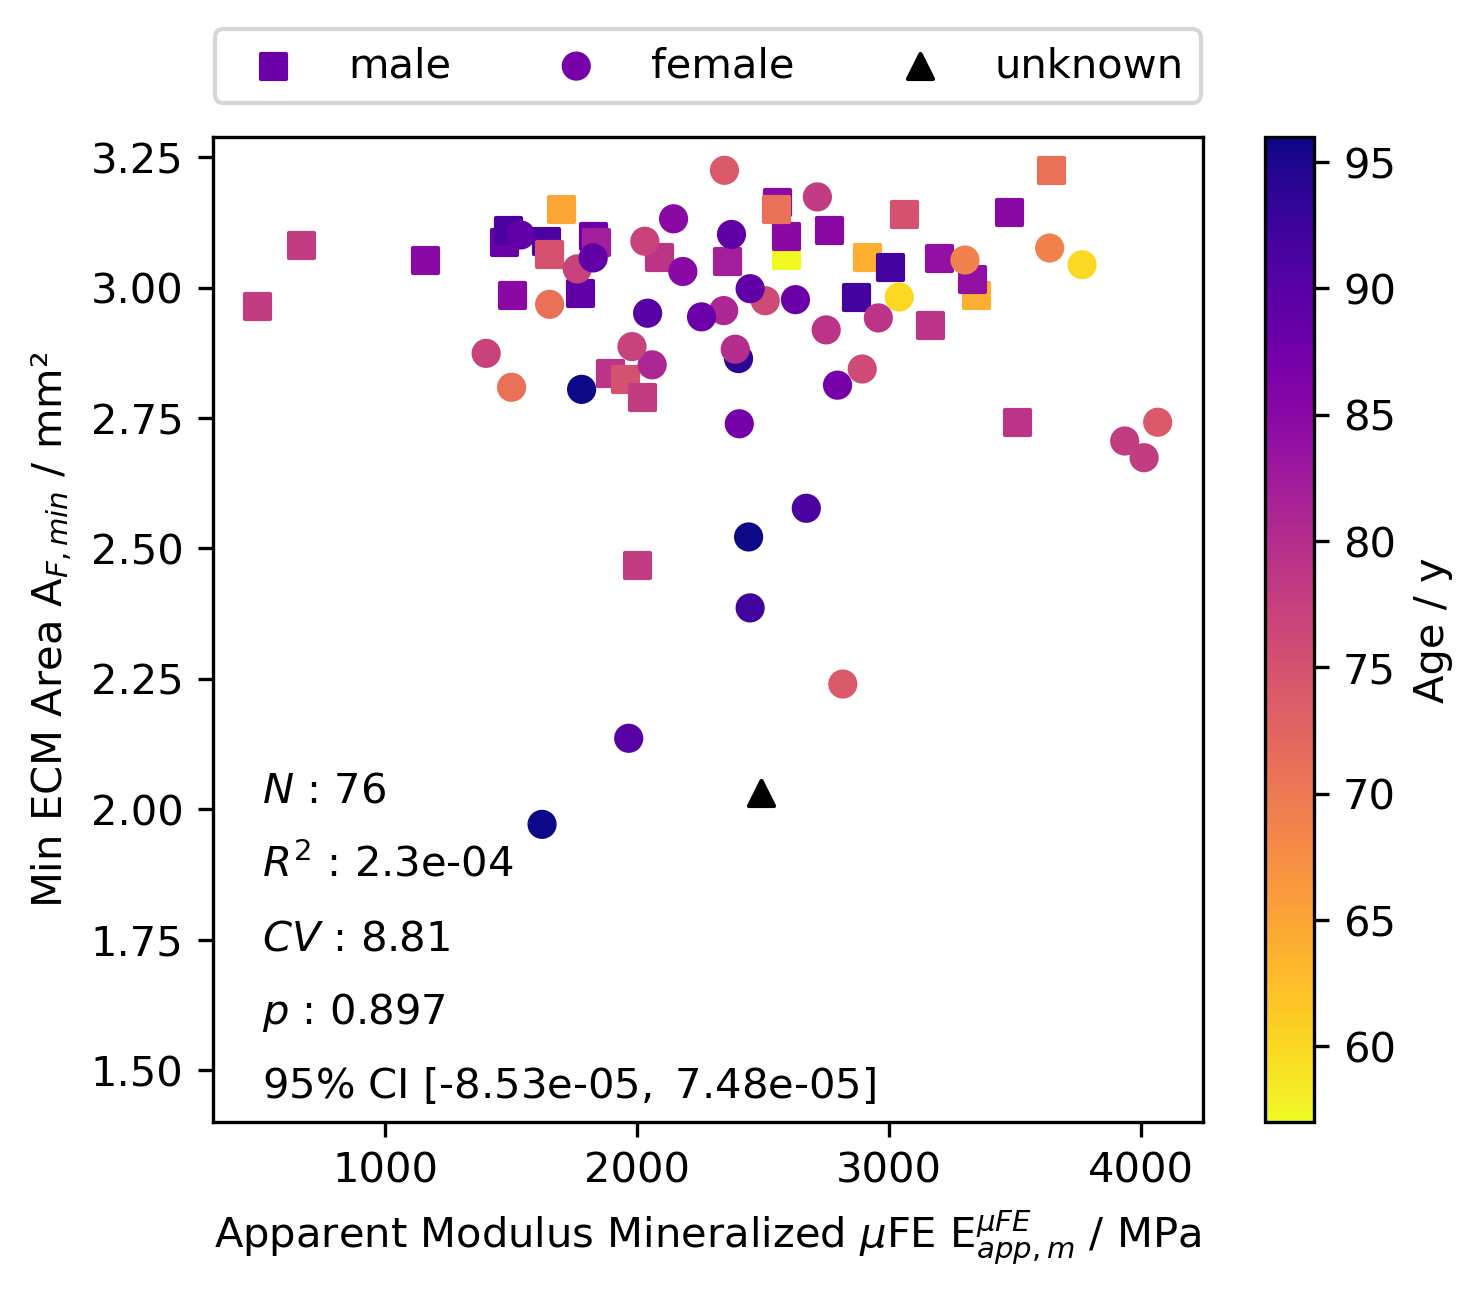 male female unknown
3.25
3.00
2.75
2.50
2.25
2.00
1.75
1.50
Min ECM Area A_{F,min} / mm²
N : 76
R² : 2.3e-04
CV : 8.81
p : 0.897
95% CI [-8.53e-05, 7.48e-05]
1000 2000 3000 4000
Apparent Modulus Mineralized μFE E_{app,m}^{μFE} / MPa
95
90
85
80
75
70
65
60
Age / y